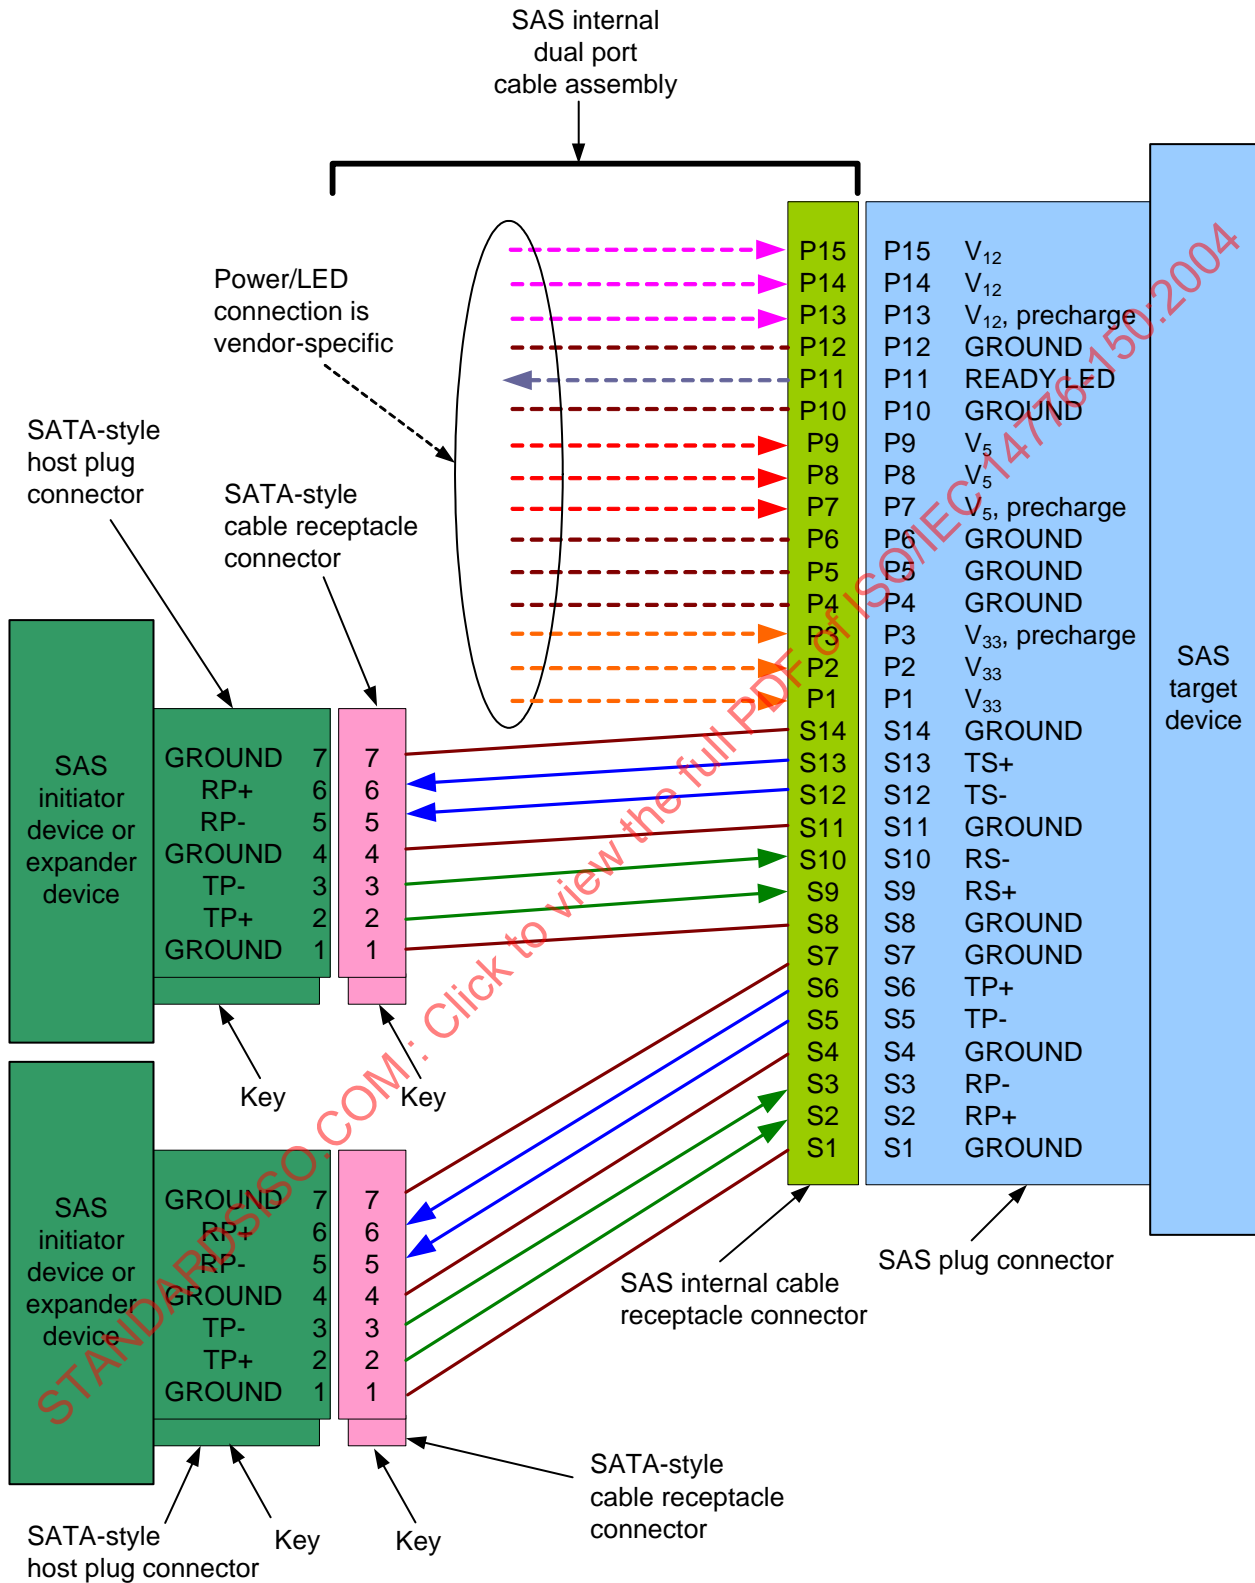 SAS internal
dual port
cable assembly
Power/LED
connection is
vendor-specific
SATA-style
host plug
connector
SATA-style
cable receptacle
connector
P15 P15 V12
P14 P14 V12
P13 P13 V12, precharge
P12 P12 GROUND
P11 P11 READY LED
P10 P10 GROUND
P9 P9 V5
P8 P8 V5
P7 P7 V5, precharge
P6 P6 GROUND
P5 P5 GROUND
P4 P4 GROUND
P3 P3 V33, precharge
P2 P2 V33
P1 P1 V33
S14 S14 GROUND
S13 S13 TS+
S12 S12 TS-
S11 S11 GROUND
S10 S10 RS-
S9 S9 RS+
S8 S8 GROUND
S7 S7 GROUND
S6 S6 TP+
S5 S5 TP-
S4 S4 GROUND
S3 S3 RP-
S2 S2 RP+
S1 S1 GROUND
SAS
target
device
SAS
initiator
device or
expander
device
GROUND 7 7
RP+ 6 6
RP- 5 5
GROUND 4 4
TP- 3 3
TP+ 2 2
GROUND 1 1
Key
Key
SAS
initiator
device or
expander
device
GROUND 7 7
RP+ 6 6
RP- 5 5
GROUND 4 4
TP- 3 3
TP+ 2 2
GROUND 1 1
SAS internal cable
receptacle connector
SAS plug connector
SATA-style
host plug connector
Key
Key
SATA-style
cable receptacle
connector
STANDARDSISO.COM : Click to view the full PDF of ISO/IEC 14776-150:2004